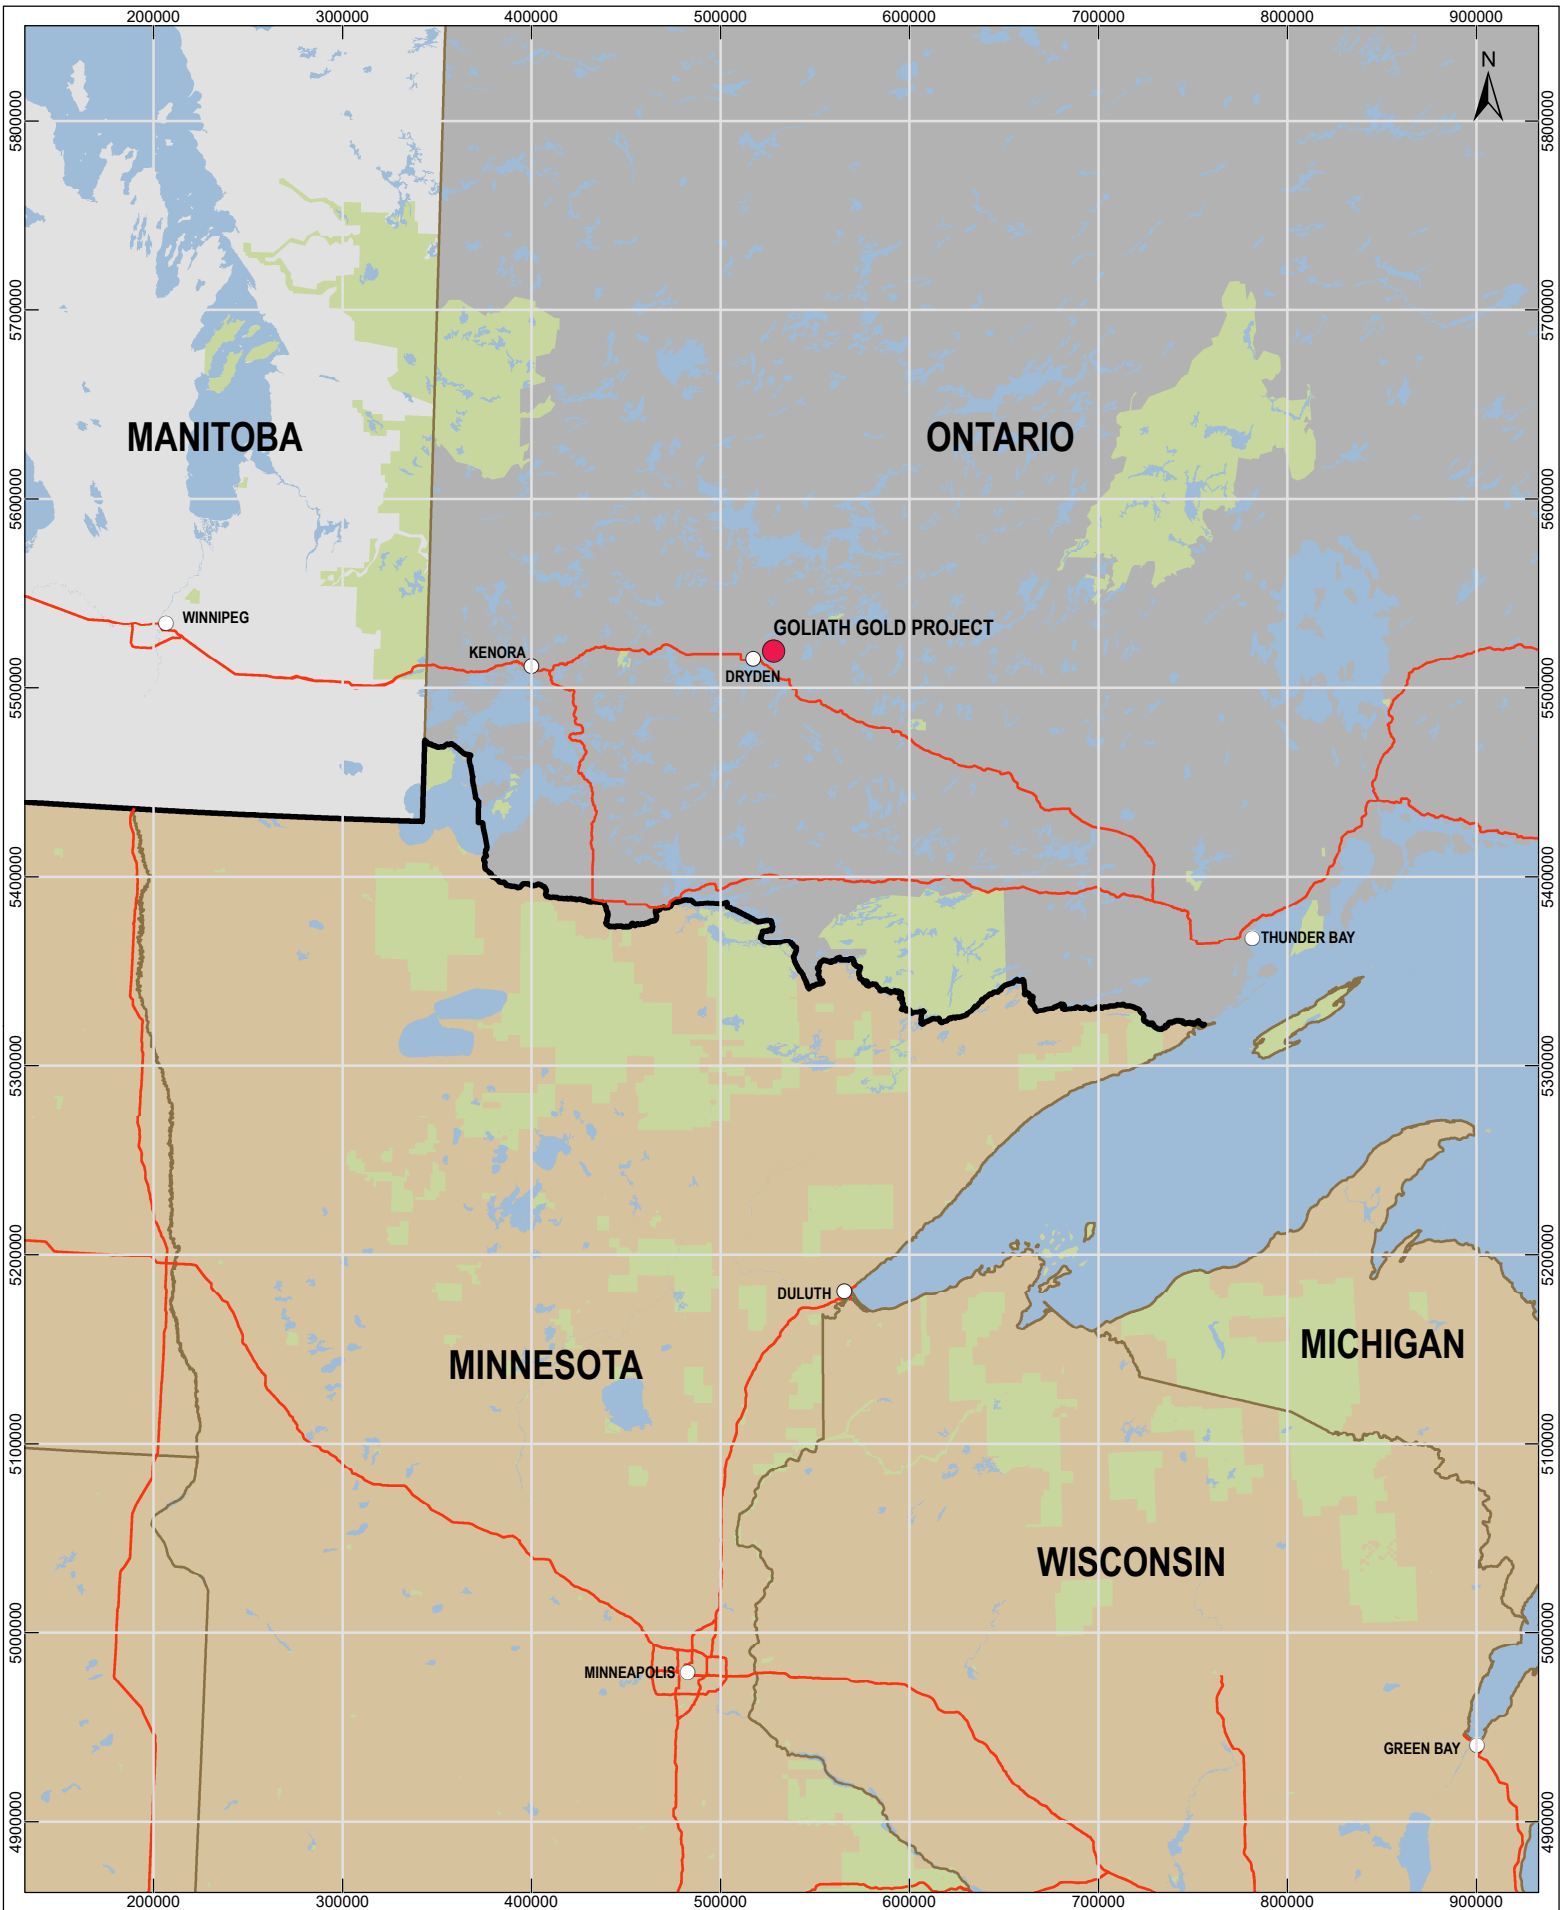 200000
300000
400000
500000
600000
700000
800000
900000
N
5800000
5800000
5700000
5700000
MANITOBA
ONTARIO
5600000
5600000
WINNIPEG
GOLIATH GOLD PROJECT
KENORA
DRYDEN
5500000
5500000
5400000
5400000
THUNDER BAY
5300000
5300000
5200000
5200000
DULUTH
MICHIGAN
MINNESOTA
5100000
5100000
WISCONSIN
5000000
5000000
MINNEAPOLIS
GREEN BAY
4900000
4900000
200000
300000
400000
500000
600000
700000
800000
900000